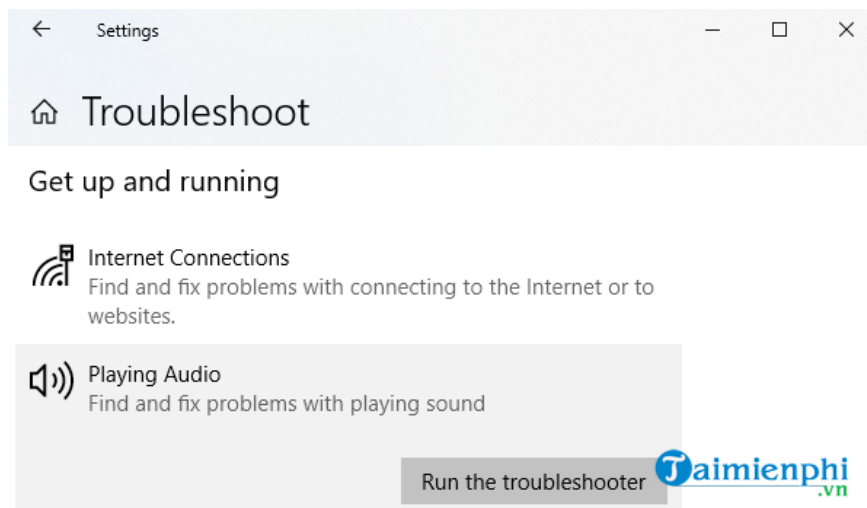 Settings
Troubleshoot
Get up and running
Internet Connections
Find and fix problems with connecting to the Internet or to
websites.
Playing Audio
Find and fix problems with playing sound
Run the troubleshooter
Taimienphi
.vn